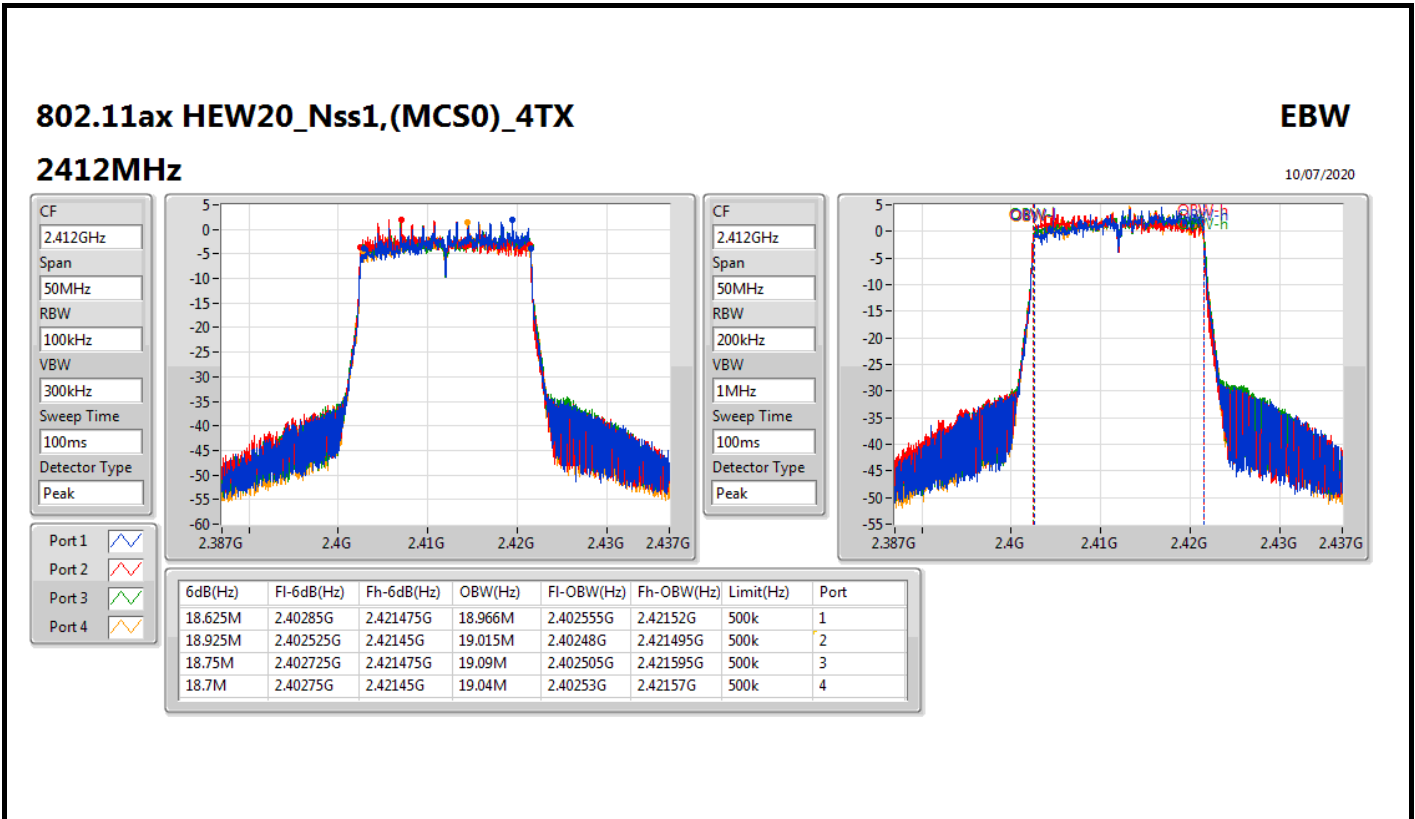 802.11ax HEW20_Nss1,(MCS0)_4TX EBW
2412MHz 10/07/2020
CF
2.412GHz
Span
50MHz
RBW
100kHz
VBW
300kHz
Sweep Time
100ms
Detector Type
Peak
5
0
-5
-10
-15
-20
-25
-30
-35
-40
-45
-50
-55
-60
2.387G 2.4G 2.41G 2.42G 2.43G 2.437G
CF
2.412GHz
Span
50MHz
RBW
200kHz
VBW
1MHz
Sweep Time
100ms
Detector Type
Peak
OBW-l OBW-h
OBW-h
OBW-h
5
0
-5
-10
-15
-20
-25
-30
-35
-40
-45
-50
-55
2.387G 2.4G 2.41G 2.42G 2.43G 2.437G
Port 1
Port 2
Port 3
Port 4
6dB(Hz) Fl-6dB(Hz) Fh-6dB(Hz) OBW(Hz) Fl-OBW(Hz) Fh-OBW(Hz) Limit(Hz) Port
18.625M 2.40285G 2.421475G 18.966M 2.402555G 2.42152G 500k 1
18.925M 2.402525G 2.42145G 19.015M 2.40248G 2.421495G 500k 2
18.75M 2.402725G 2.421475G 19.09M 2.402505G 2.421595G 500k 3
18.7M 2.40275G 2.42145G 19.04M 2.40253G 2.42157G 500k 4